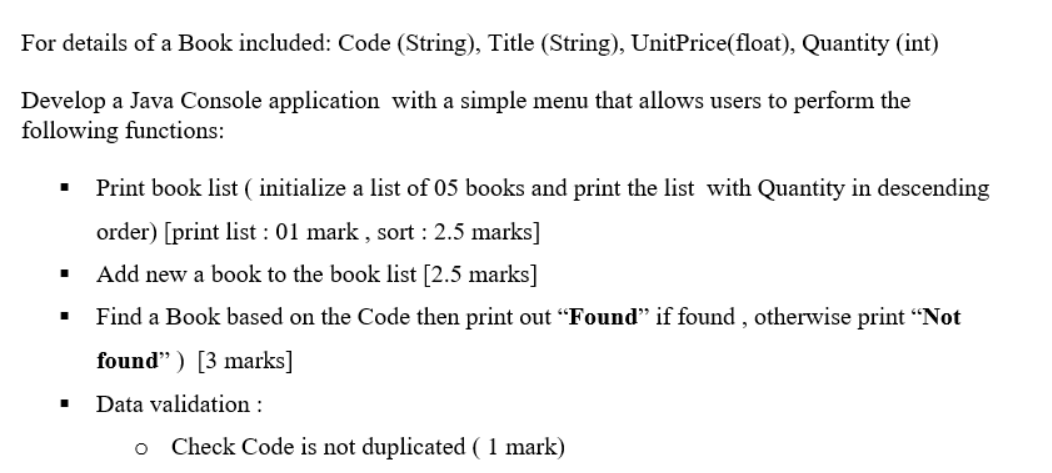 For details of a Book included: Code (String), Title (String), UnitPrice(float), Quantity (int)
Develop a Java Console application with a simple menu that allows users to perform the
following functions:
▪ Print book list ( initialize a list of 05 books and print the list with Quantity in descending
order) [print list : 01 mark , sort : 2.5 marks]
▪ Add new a book to the book list [2.5 marks]
▪ Find a Book based on the Code then print out “Found” if found , otherwise print “Not
found” ) [3 marks]
▪ Data validation :
o Check Code is not duplicated ( 1 mark)